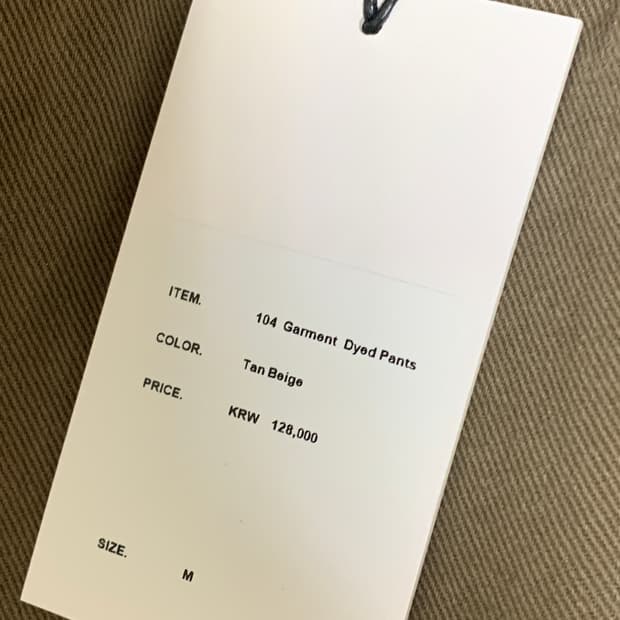 ITEM. 104 Garment Dyed Pants
COLOR. Tan Beige
PRICE. KRW 128,000
SIZE. M